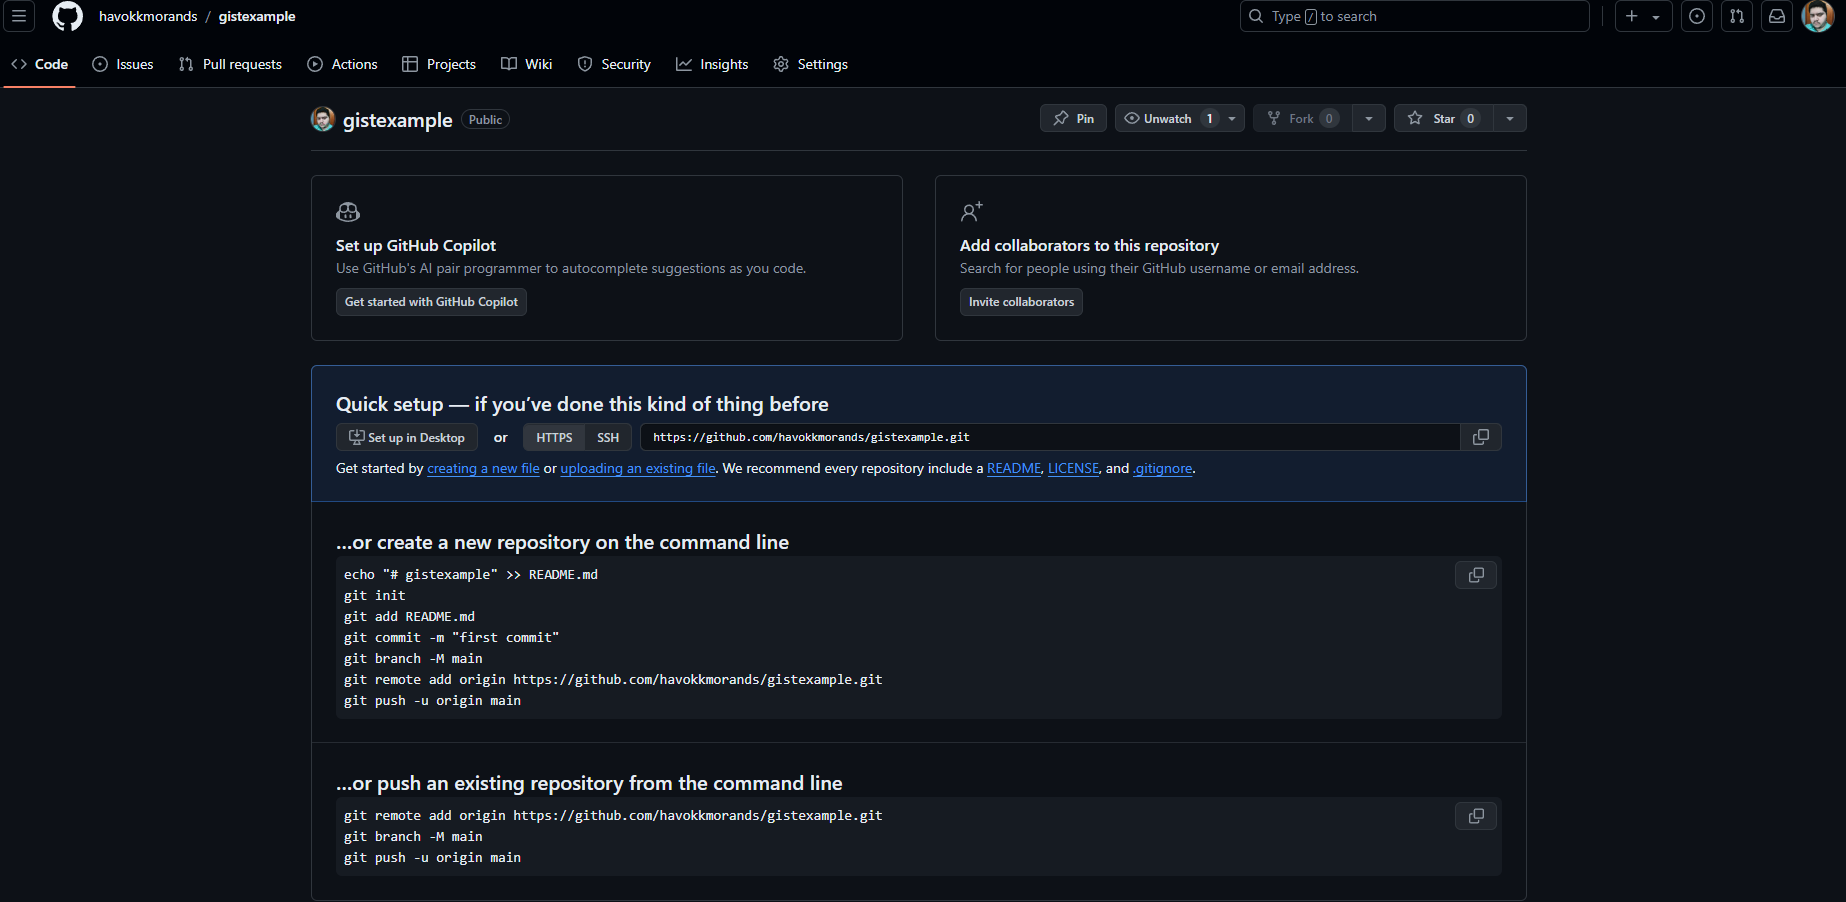 havokkmorands / gistexample
Type / to search
Code Issues Pull requests Actions Projects Wiki Security Insights Settings
gistexample Public
Pin Unwatch 1 Fork 0 Star 0
Set up GitHub Copilot
Use GitHub's AI pair programmer to autocomplete suggestions as you code.
Get started with GitHub Copilot
Add collaborators to this repository
Search for people using their GitHub username or email address.
Invite collaborators
Quick setup — if you’ve done this kind of thing before
Set up in Desktop or HTTPS SSH https://github.com/havokkmorands/gistexample.git
Get started by creating a new file or uploading an existing file. We recommend every repository include a README, LICENSE, and .gitignore.
…or create a new repository on the command line
echo "# gistexample" >> README.md
git init
git add README.md
git commit -m "first commit"
git branch -M main
git remote add origin https://github.com/havokkmorands/gistexample.git
git push -u origin main
…or push an existing repository from the command line
git remote add origin https://github.com/havokkmorands/gistexample.git
git branch -M main
git push -u origin main